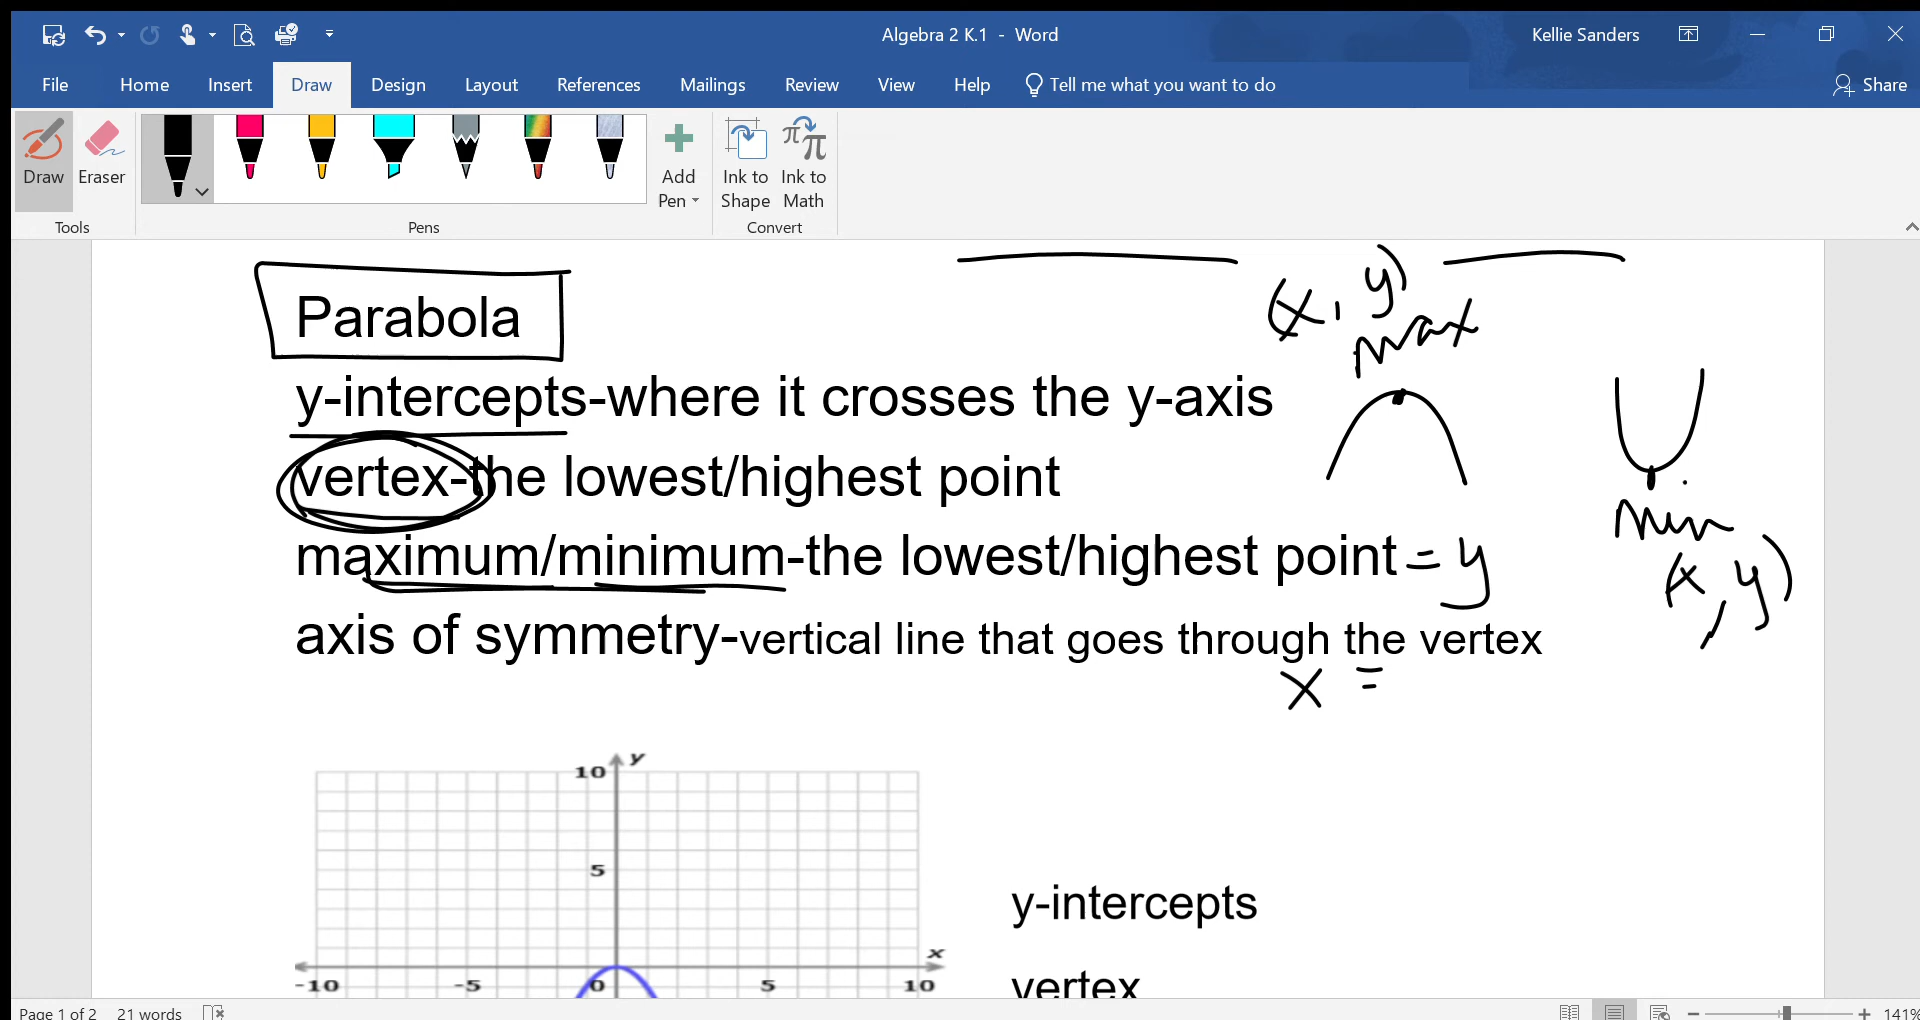 Algebra 2 K.1 - Word
Kellie Sanders
File Home Insert Draw Design Layout References Mailings Review View Help Tell me what you want to do Share
Draw Eraser
Add Pen
Ink to Shape
Ink to Math
Tools Pens Convert
(x, y)
Parabola
max
y-intercepts-where it crosses the y-axis
vertex-the lowest/highest point
min
maximum/minimum-the lowest/highest point = y
(x, y)
axis of symmetry-vertical line that goes through the vertex
x =
y
10
5
y-intercepts
x
-10 -5 0 5 10
vertex
Page 1 of 2 21 words 141%